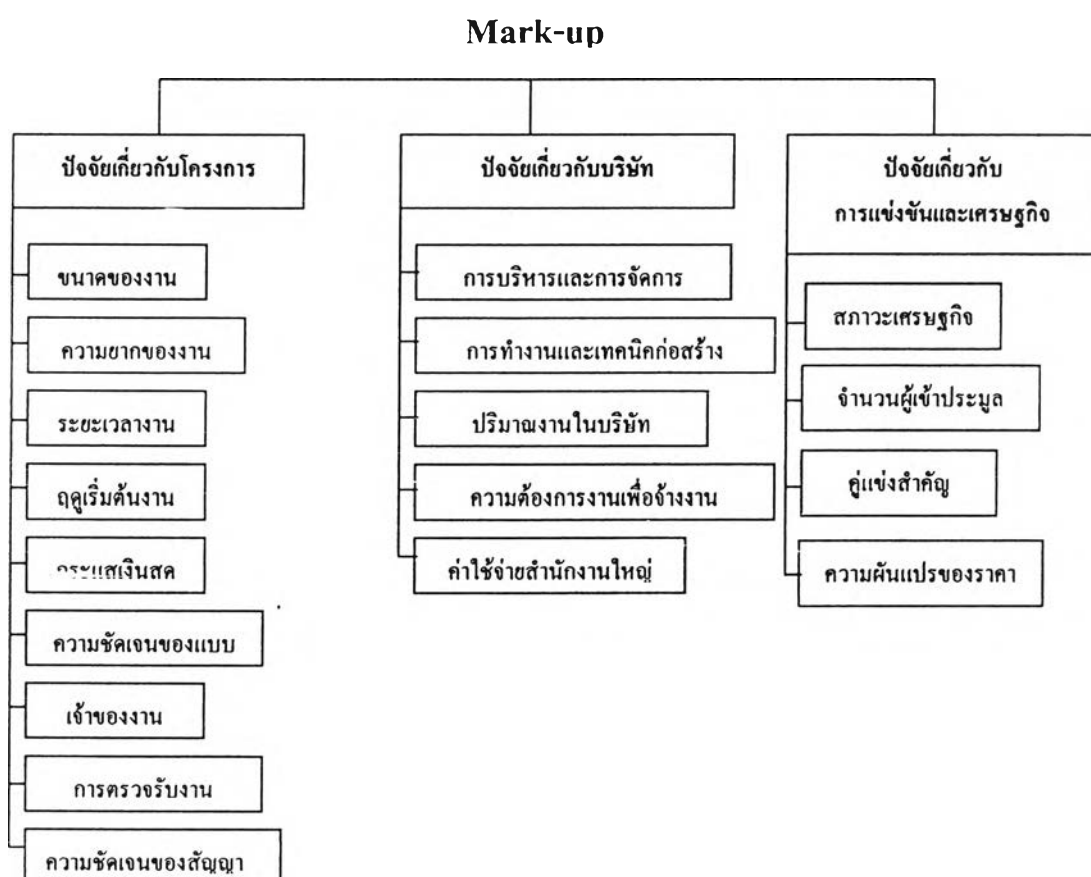 Mark-up
ปัจจัยเกี่ยวกับโครงการ
ขนาดของงาน
ความยากของงาน
ระยะเวลางาน
ฤดูเริ่มต้นงาน
กระแสเงินสด
ความชัดเจนของแบบ
เจ้าของงาน
การตรวจรับงาน
ความชัดเจนของสัญญา
ปัจจัยเกี่ยวกับบริษัท
การบริหารและการจัดการ
การทำงานและเทคนิคก่อสร้าง
ปริมาณงานในบริษัท
ความต้องการงานเพื่อจ้างงาน
ค่าใช้จ่ายสำนักงานใหญ่
ปัจจัยเกี่ยวกับ
การแข่งขันและเศรษฐกิจ
สภาวะเศรษฐกิจ
จำนวนผู้เข้าประมูล
คู่แข่งสำคัญ
ความผันแปรของราคา